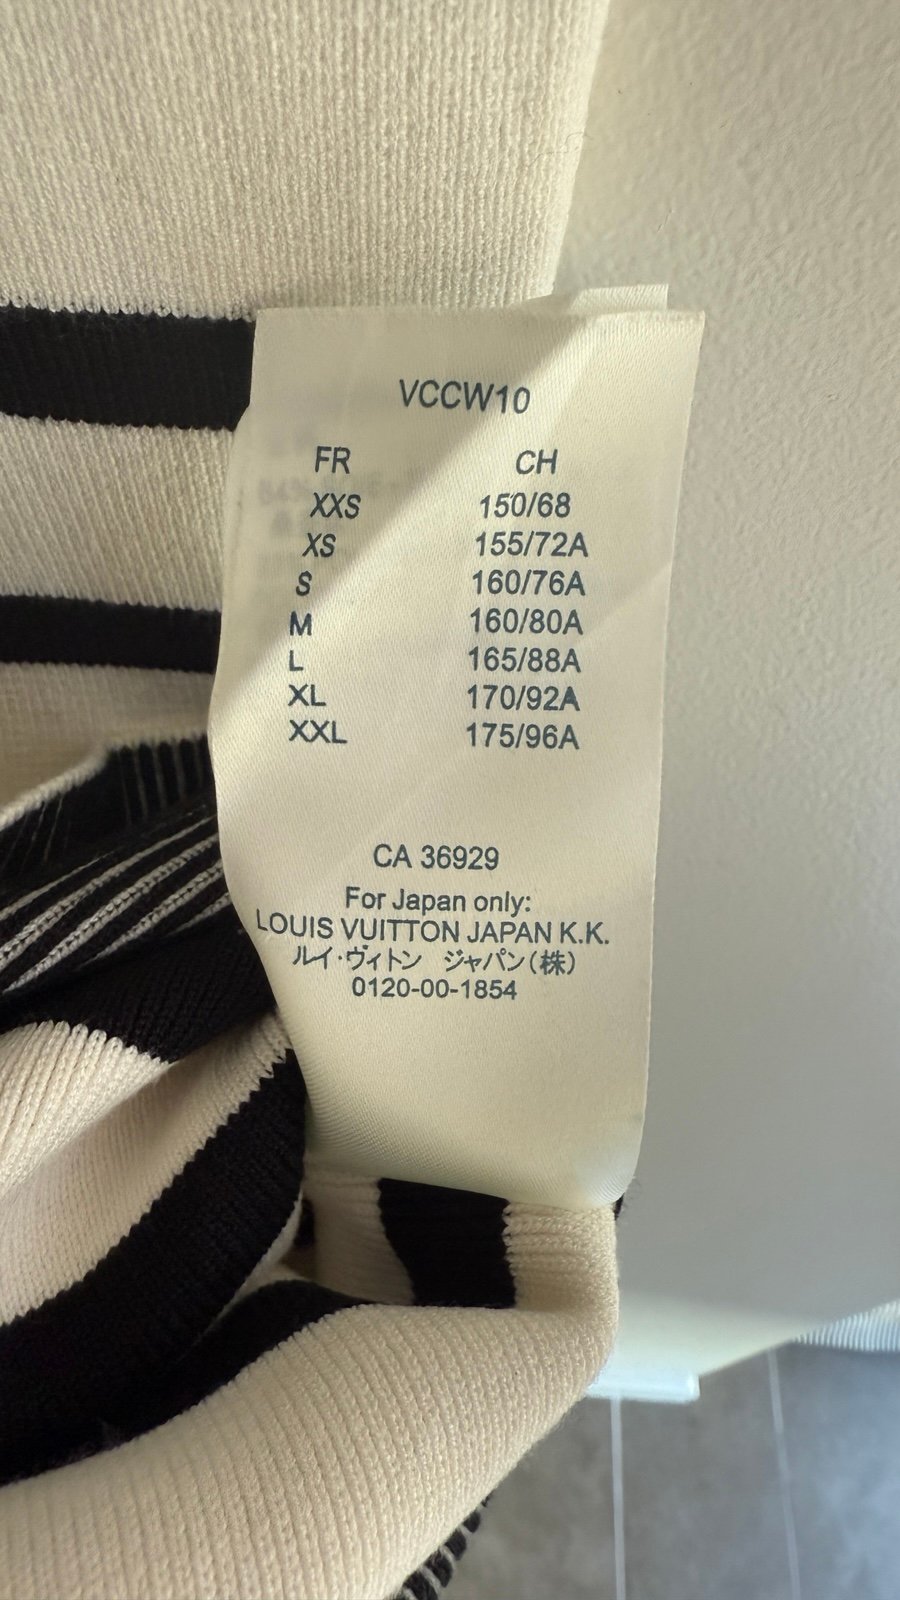 VCCW10
FR CH
XXS 150/68
XS 155/72A
S 160/76A
M 160/80A
L 165/88A
XL 170/92A
XXL 175/96A
CA 36929
For Japan only:
LOUIS VUITTON JAPAN K.K.
ルイ・ヴィトン ジャパン(株)
0120-00-1854